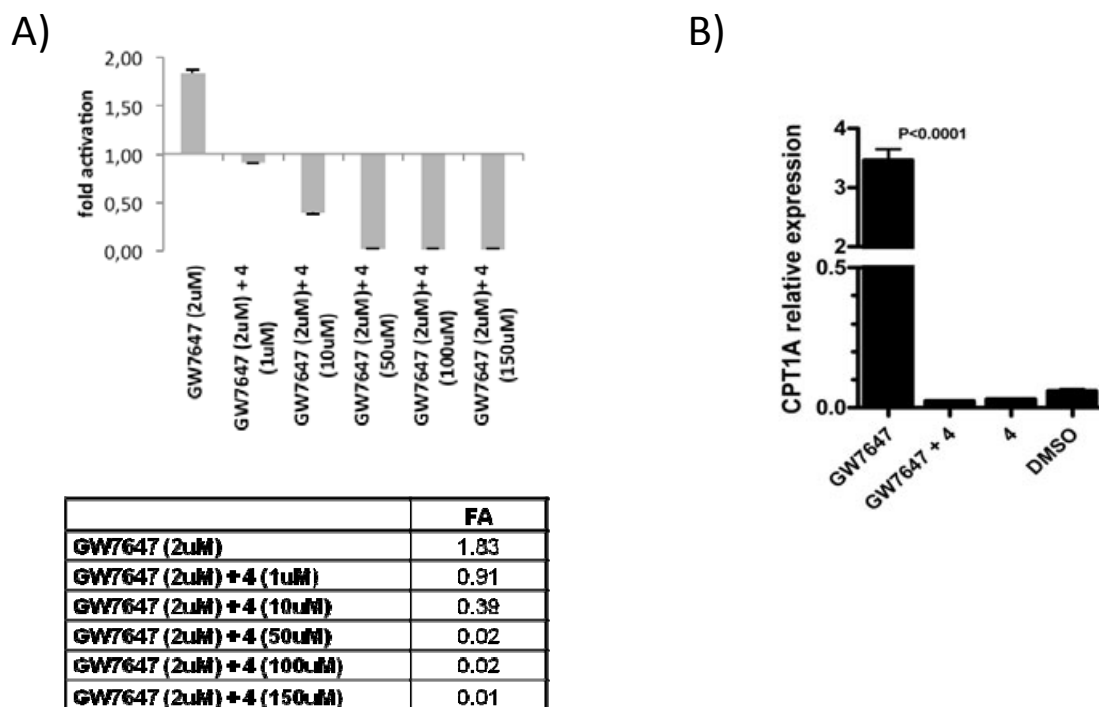 A)
B)
fold activation
2,00
1,50
1,00
0,50
0,00
GW7647 (2uM)
GW7647 (2uM) + 4
(1uM)
GW7647 (2uM)+ 4
(10uM)
GW7647 (2uM)+ 4
(50uM)
GW7647 (2uM)+ 4
(100uM)
GW7647 (2uM)+ 4
(150uM)
CPT1A relative expression
4
3
2
0.5
0.0
P<0.0001
GW7647
GW7647 + 4
4
DMSO
FA
GW7647 (2uM) 1.83
GW7647 (2uM) + 4 (1uM) 0.91
GW7647 (2uM) + 4 (10uM) 0.39
GW7647 (2uM) + 4 (50uM) 0.02
GW7647 (2uM) + 4 (100uM) 0.02
GW7647 (2uM) + 4 (150uM) 0.01